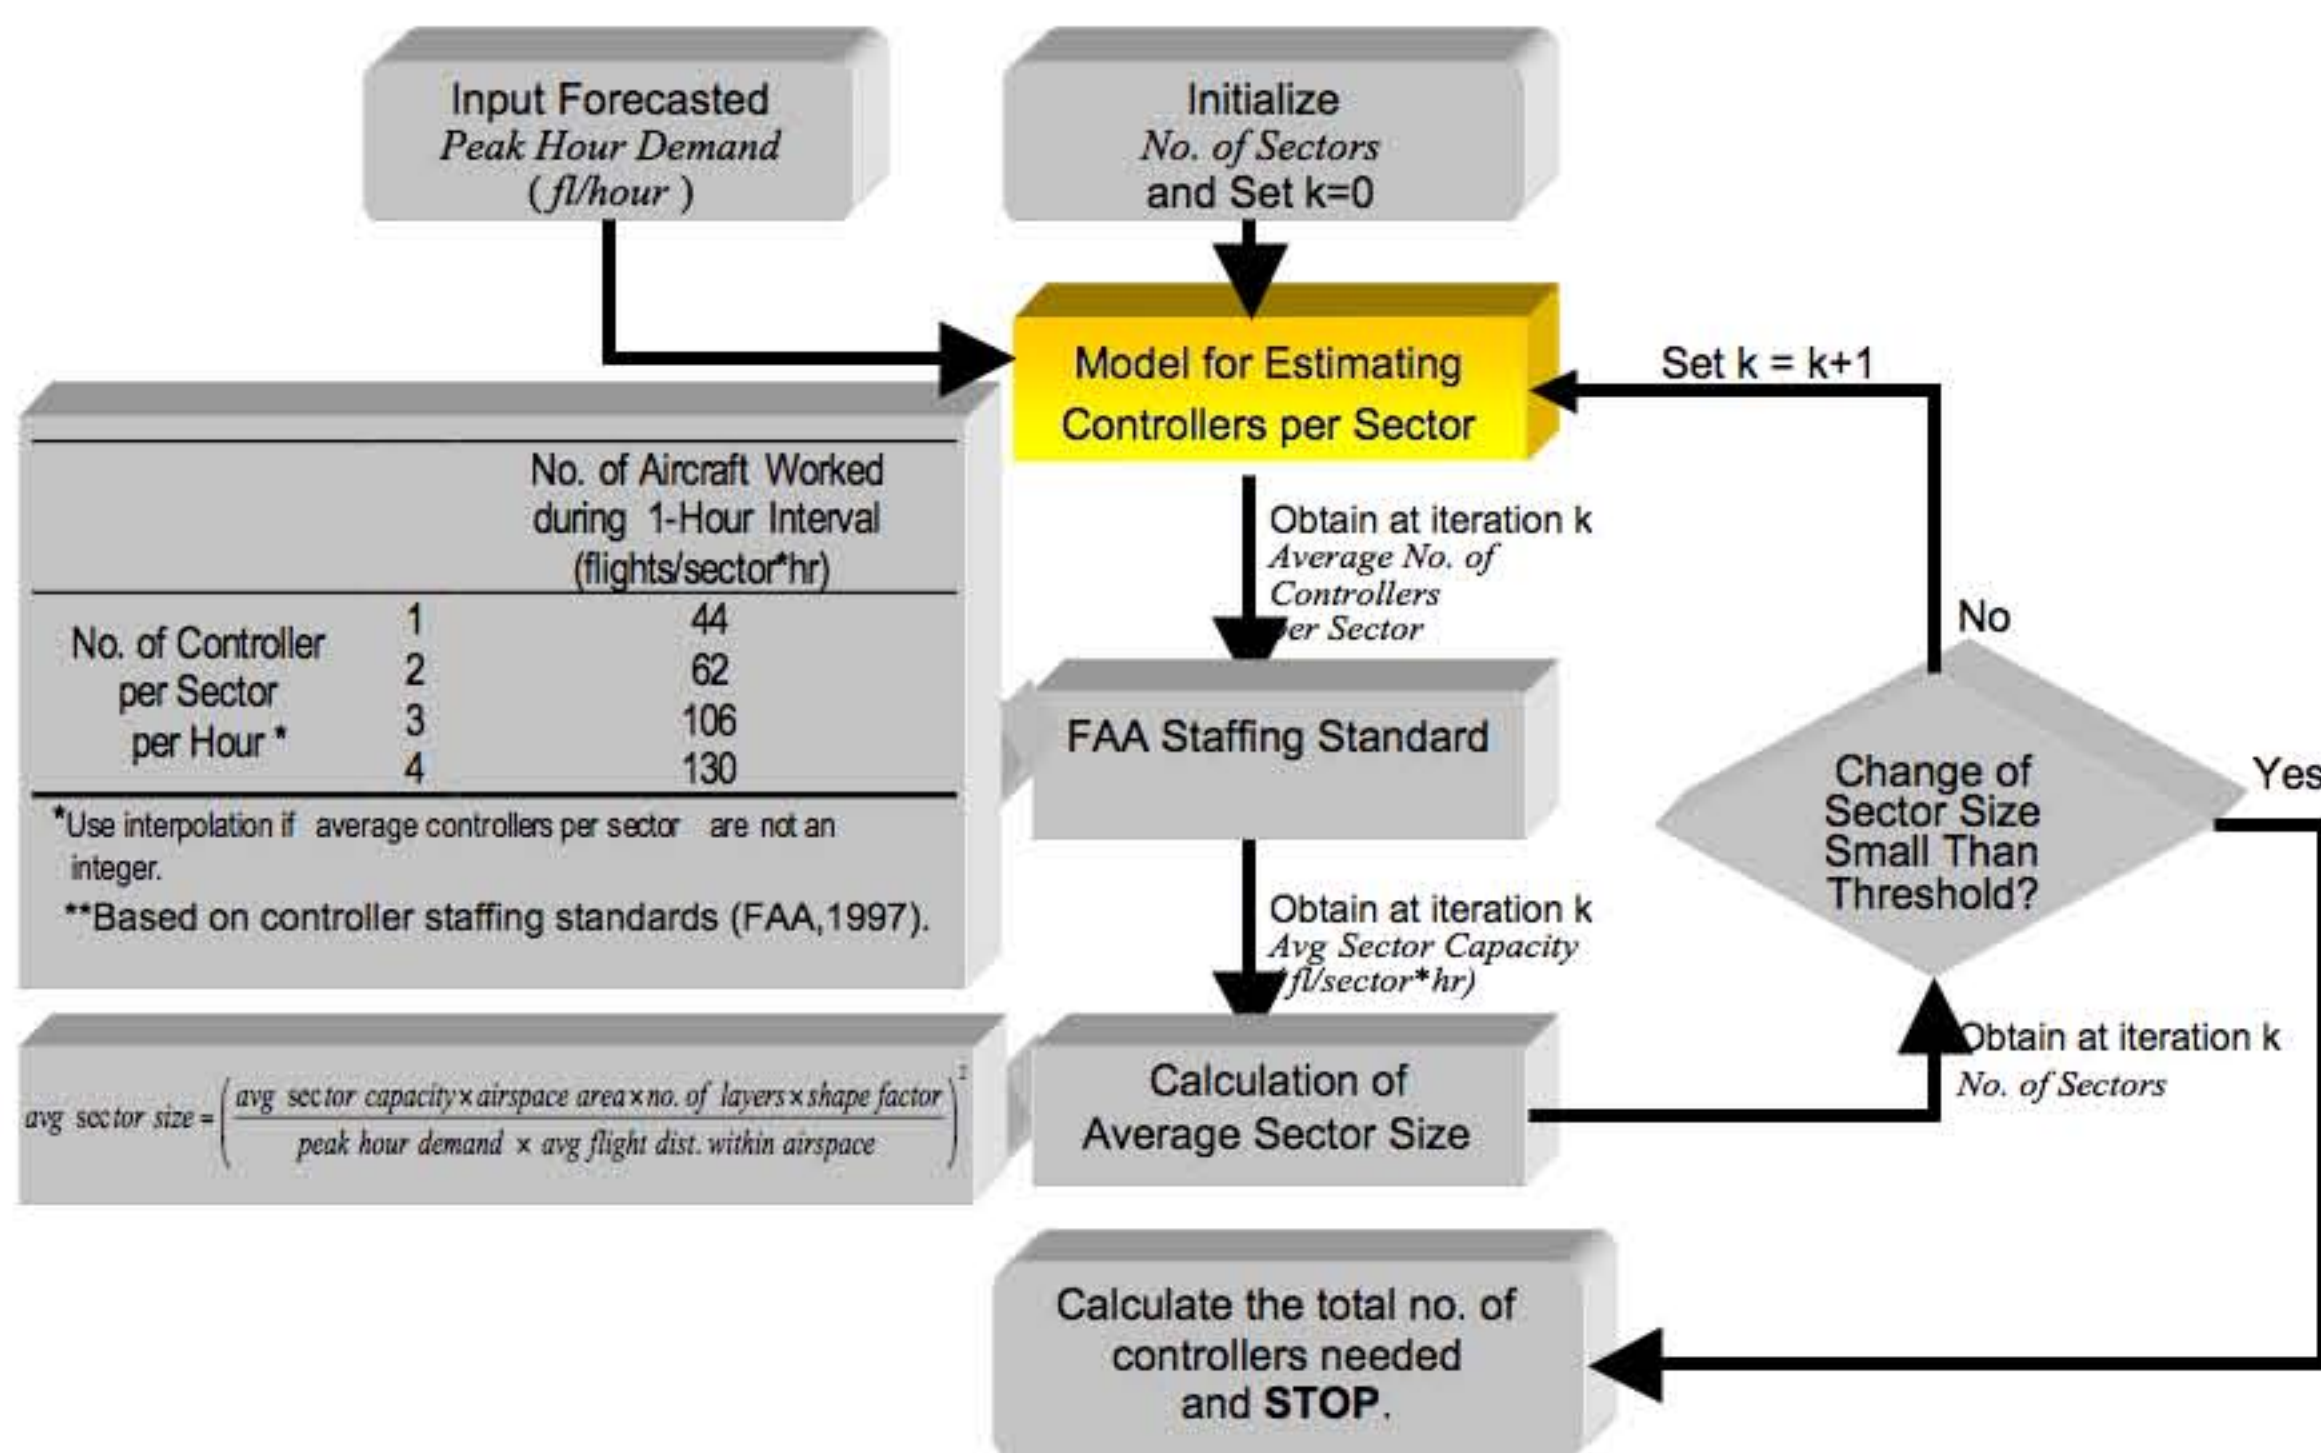 Input Forecasted
Peak Hour Demand
( fl/hour )
Initialize
No. of Sectors
and Set k=0
Model for Estimating
Controllers per Sector
Set k = k+1
No. of Aircraft Worked
during 1-Hour Interval
(flights/sector*hr)
No. of Controller
per Sector
per Hour *
1 44
2 62
3 106
4 130
*Use interpolation if average controllers per sector are not an
integer.
**Based on controller staffing standards (FAA,1997).
Obtain at iteration k
Average No. of
Controllers
per Sector
FAA Staffing Standard
Obtain at iteration k
Avg Sector Capacity
(fl/sector*hr)
No
Change of
Sector Size
Small Than
Threshold?
Yes
Obtain at iteration k
No. of Sectors
avg sector size = (avg sector capacity × airspace area × no. of layers × shape factor
peak hour demand × avg flight dist. within airspace)²
Calculation of
Average Sector Size
Calculate the total no. of
controllers needed
and STOP.